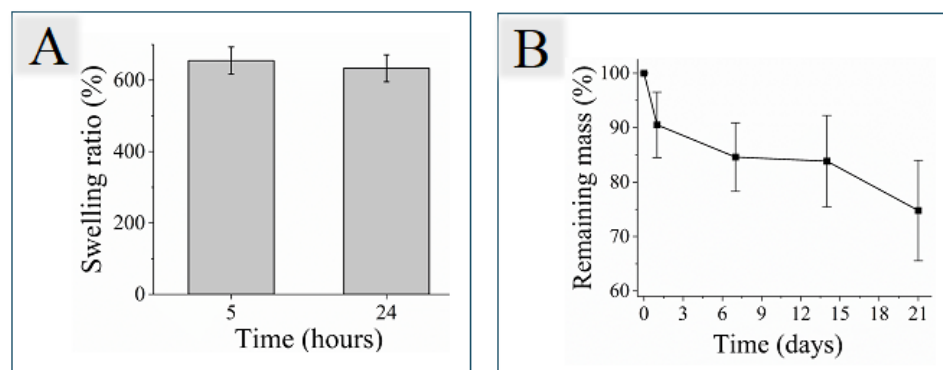 A
Swelling ratio (%)
600
400
200
0
5 24
Time (hours)
B
Remaining mass (%)
100
90
80
70
60
0 3 6 9 12 15 18 21
Time (days)